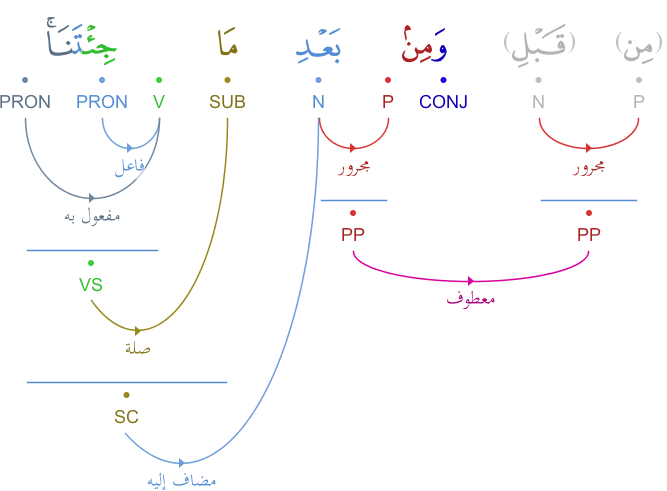 (مِن) (قَبْلِ) وَمِنۢ بَعْدِ مَا جِئْتَنَا ۚ
P N CONJ P N SUB V PRON PRON
مجرور مجرور فاعل
مفعول به
PP PP
VS
معطوف
صلة
SC
مضاف إليه